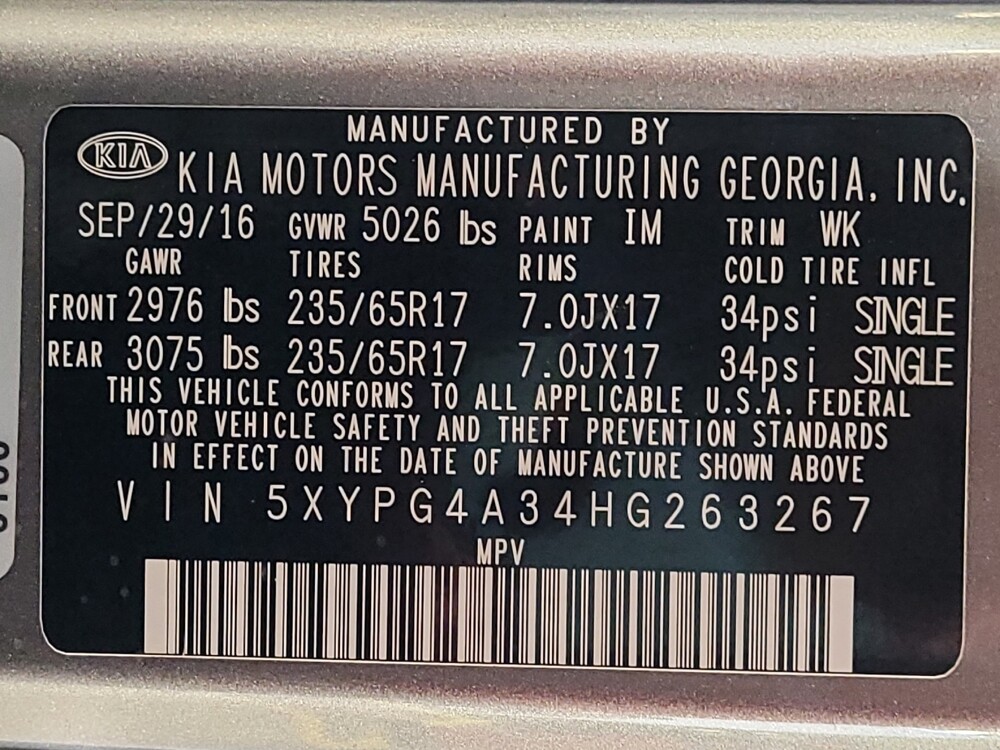 MANUFACTURED BY
KIA KIA MOTORS MANUFACTURING GEORGIA, INC.
SEP/29/16 GVWR 5026 lbs PAINT IM TRIM WK
GAWR TIRES RIMS COLD TIRE INFL
FRONT 2976 lbs 235/65R17 7.0JX17 34psi SINGLE
REAR 3075 lbs 235/65R17 7.0JX17 34psi SINGLE
THIS VEHICLE CONFORMS TO ALL APPLICABLE U.S.A. FEDERAL
MOTOR VEHICLE SAFETY AND THEFT PREVENTION STANDARDS
IN EFFECT ON THE DATE OF MANUFACTURE SHOWN ABOVE
VIN 5XYPG4A34HG263267
MPV